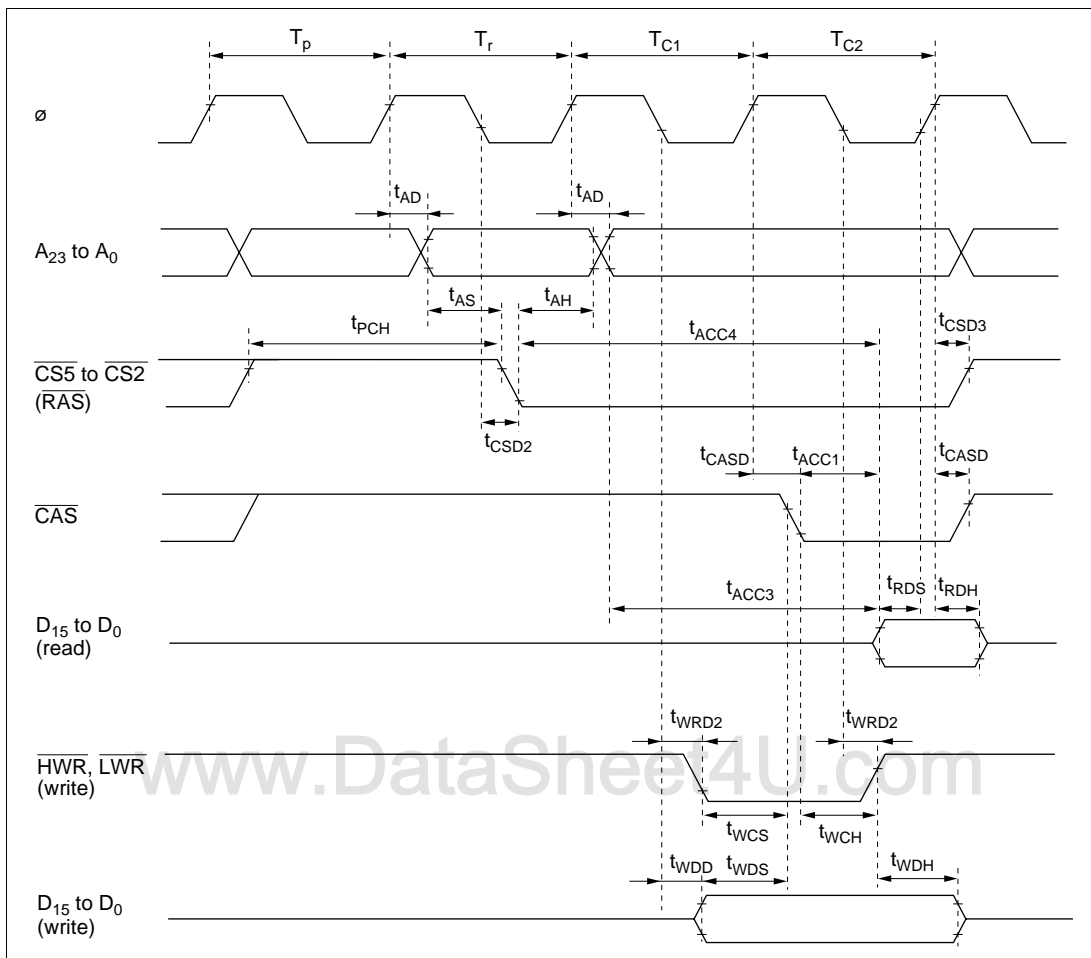 Tp Tr TC1 TC2
ø
tAD tAD
A23 to A0
tAS tAH
tPCH tACC4 tCSD3
CS5 to CS2
(RAS)
tCSD2
tCASD tACC1 tCASD
CAS
tACC3 tRDS tRDH
D15 to D0
(read)
tWRD2 tWRD2
HWR, LWR
(write)
www.DataSheet4U.com
tWCS tWCH
tWDD tWDS tWDH
D15 to D0
(write)